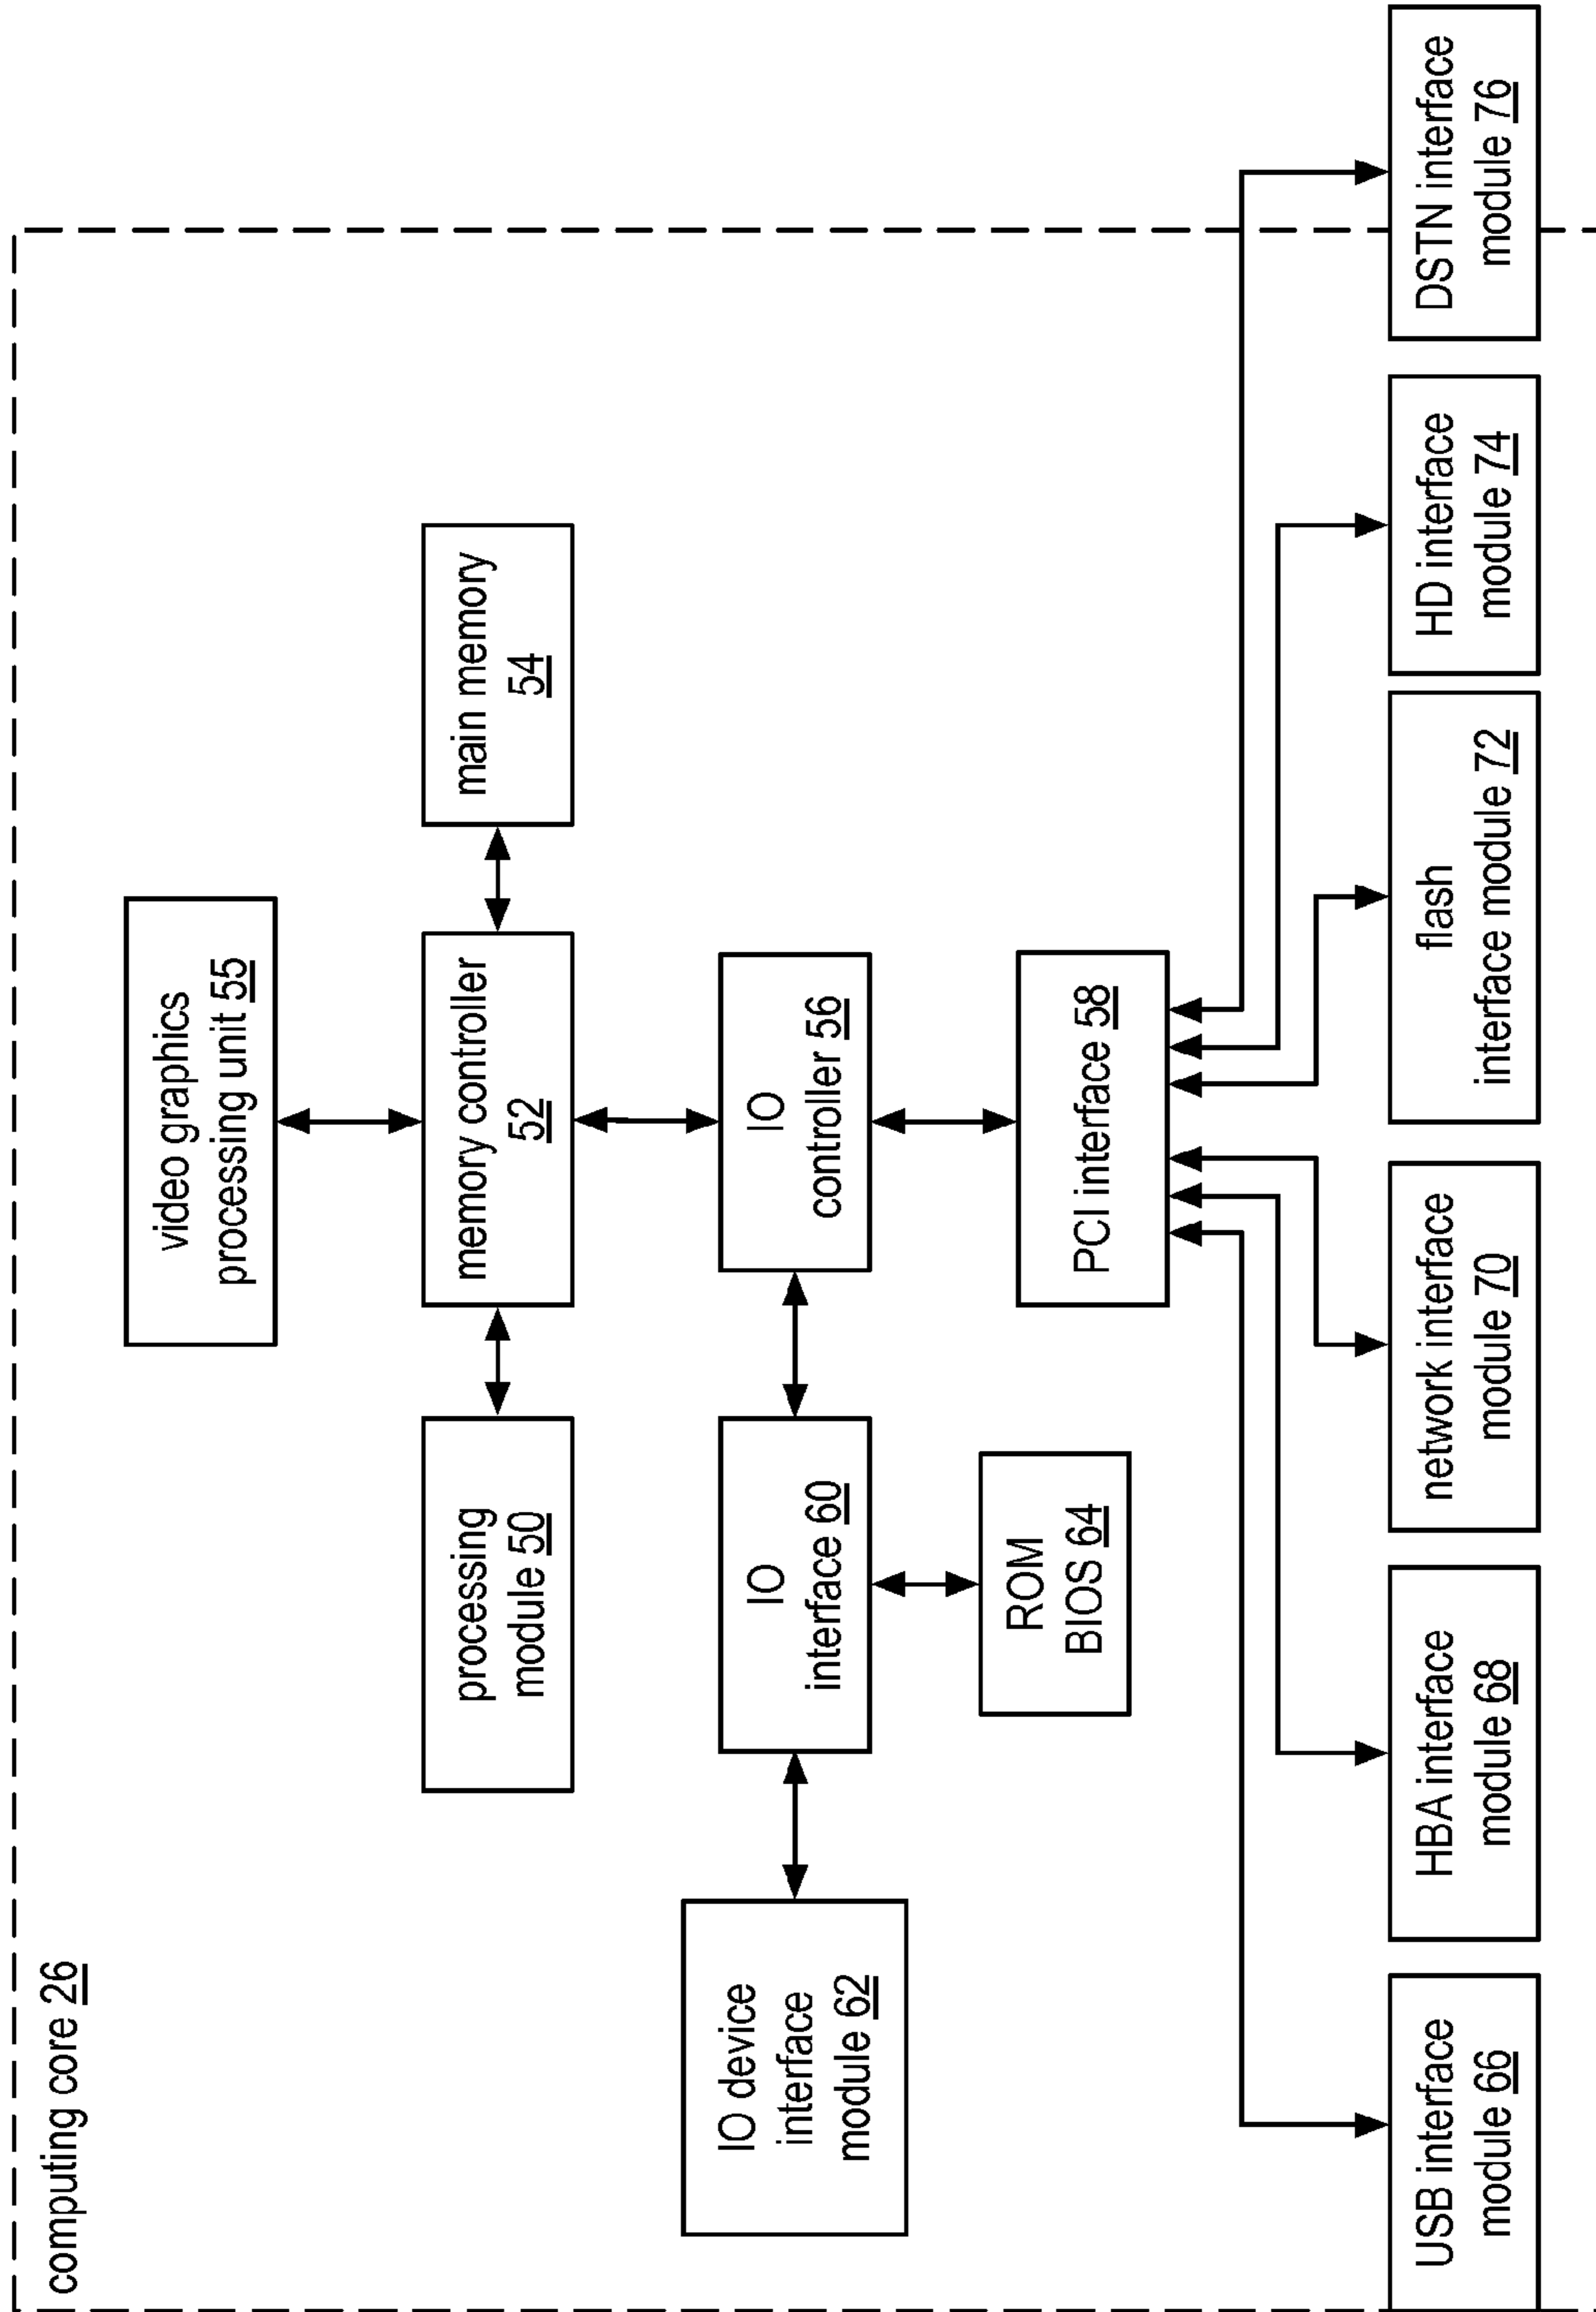 computing core 26
video graphics
processing unit 55
processing
module 50
memory controller
52
main memory
54
IO device
interface
module 62
IO
interface 60
IO
controller 56
ROM
BIOS 64
PCI interface 58
USB interface
module 66
HBA interface
module 68
network interface
module 70
flash
interface module 72
HD interface
module 74
DSTN interface
module 76